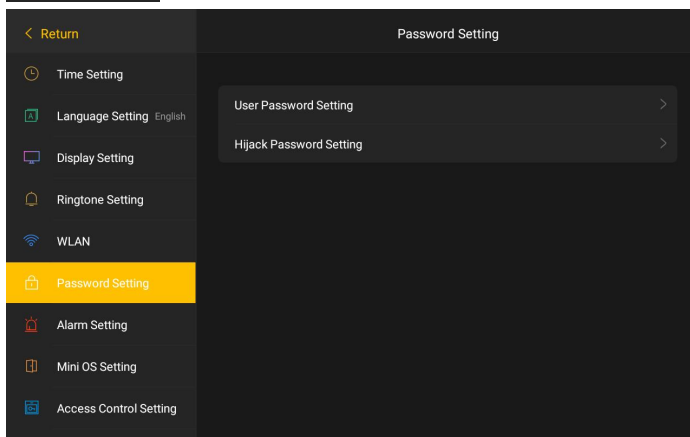 Return
Password Setting
Time Setting
Language Setting English
Display Setting
Ringtone Setting
WLAN
Password Setting
Alarm Setting
Mini OS Setting
Access Control Setting
User Password Setting
Hijack Password Setting